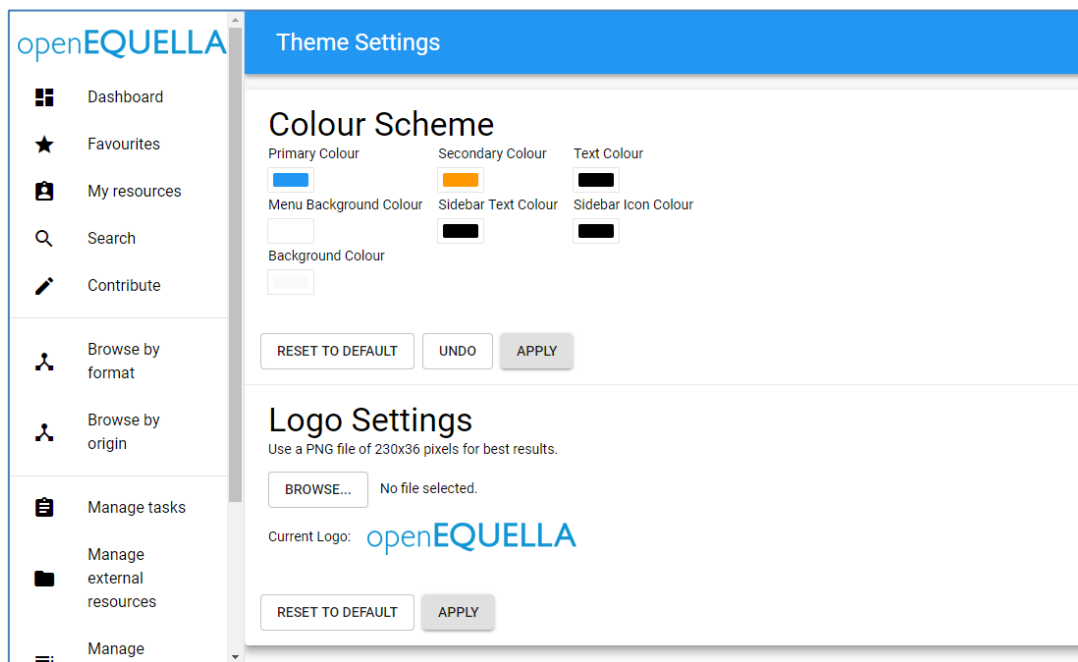 openEQUELLA
Dashboard
Favourites
My resources
Search
Contribute
Browse by
format
Browse by
origin
Manage tasks
Manage
external
resources
Manage
Theme Settings
Colour Scheme
Primary Colour Secondary Colour Text Colour
Menu Background Colour Sidebar Text Colour Sidebar Icon Colour
Background Colour
RESET TO DEFAULT UNDO APPLY
Logo Settings
Use a PNG file of 230x36 pixels for best results.
BROWSE... No file selected.
Current Logo: openEQUELLA
RESET TO DEFAULT APPLY